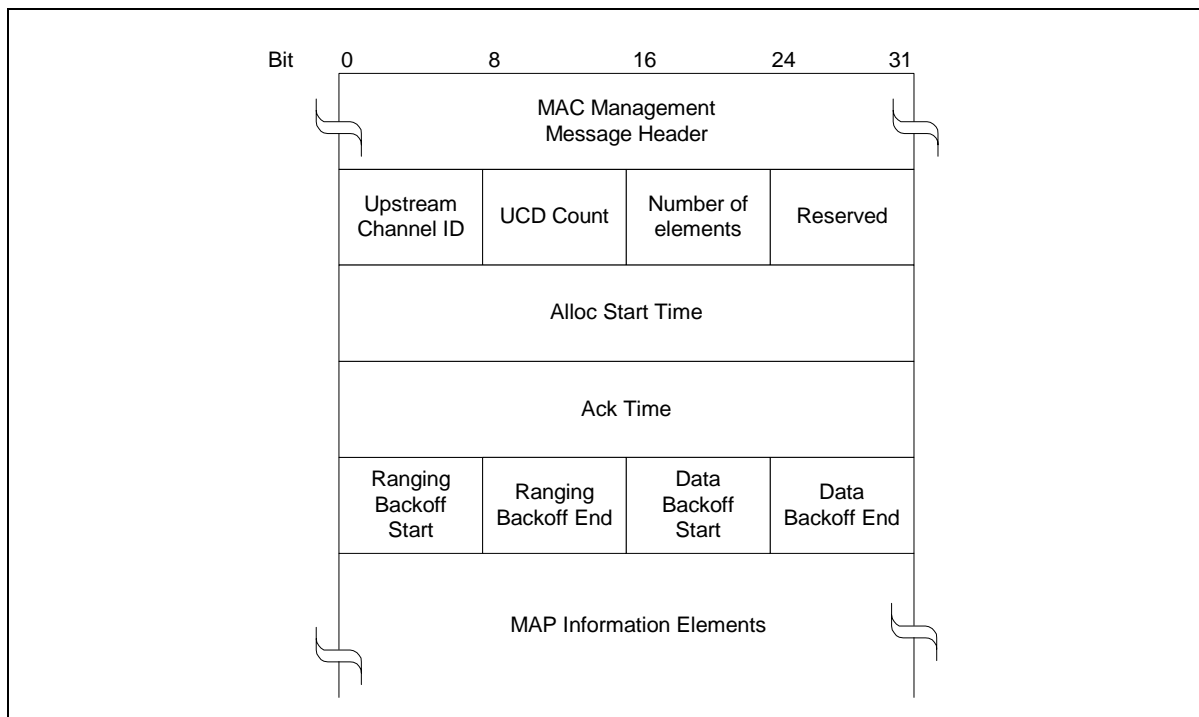 Bit 0 8 16 24 31
MAC Management
Message Header
Upstream
Channel ID
UCD Count
Number of
elements
Reserved
Alloc Start Time
Ack Time
Ranging
Backoff
Start
Ranging
Backoff End
Data
Backoff
Start
Data
Backoff End
MAP Information Elements